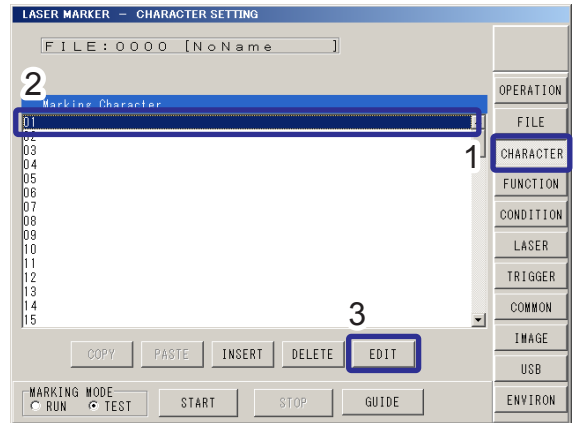 LASER MARKER － CHARACTER SETTING
FILE:0000 [NoName ]
2
Marking Character
01
02
03
04
05
06
07
08
09
10
11
12
13
14
15
1
3
COPY PASTE INSERT DELETE EDIT
MARKING MODE
RUN TEST START STOP GUIDE
OPERATION
FILE
CHARACTER
FUNCTION
CONDITION
LASER
TRIGGER
COMMON
IMAGE
USB
ENVIRON